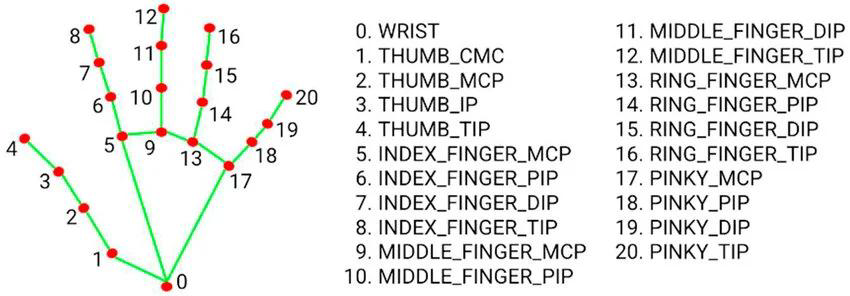 12
8
16
11
7
15
6
10
20
14
19
4
5
9
13
18
3
17
2
1
0
0. WRIST
1. THUMB_CMC
2. THUMB_MCP
3. THUMB_IP
4. THUMB_TIP
5. INDEX_FINGER_MCP
6. INDEX_FINGER_PIP
7. INDEX_FINGER_DIP
8. INDEX_FINGER_TIP
9. MIDDLE_FINGER_MCP
10. MIDDLE_FINGER_PIP
11. MIDDLE_FINGER_DIP
12. MIDDLE_FINGER_TIP
13. RING_FINGER_MCP
14. RING_FINGER_PIP
15. RING_FINGER_DIP
16. RING_FINGER_TIP
17. PINKY_MCP
18. PINKY_PIP
19. PINKY_DIP
20. PINKY_TIP